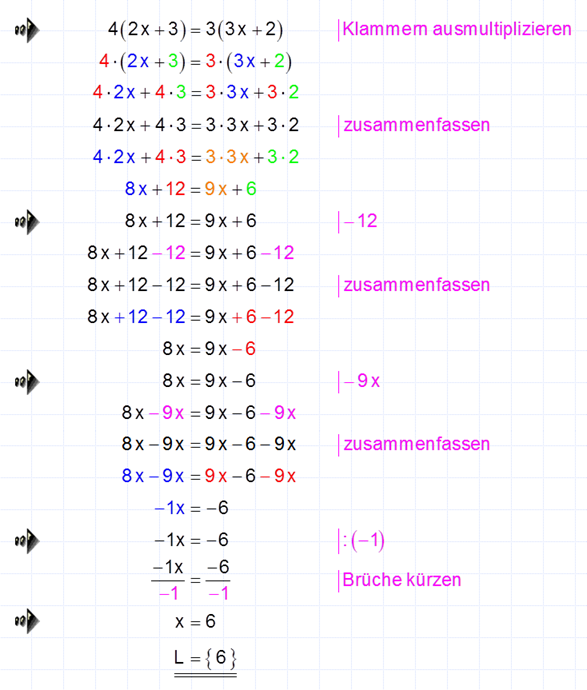 4(2x+3)=3(3x+2) |Klammern ausmultiplizieren
4·(2x+3)=3·(3x+2)
4·2x+4·3=3·3x+3·2
4·2x+4·3=3·3x+3·2 |zusammenfassen
4·2x+4·3=3·3x+3·2
8x+12=9x+6
8x+12=9x+6 |−12
8x+12−12=9x+6−12
8x+12−12=9x+6−12 |zusammenfassen
8x+12−12=9x+6−12
8x=9x−6
8x=9x−6 |−9x
8x−9x=9x−6−9x
8x−9x=9x−6−9x |zusammenfassen
8x−9x=9x−6−9x
−1x=−6
-1x=−6 |:(−1)
−1x/−1=−6/−1 |Brüche kürzen
x=6
L={6}